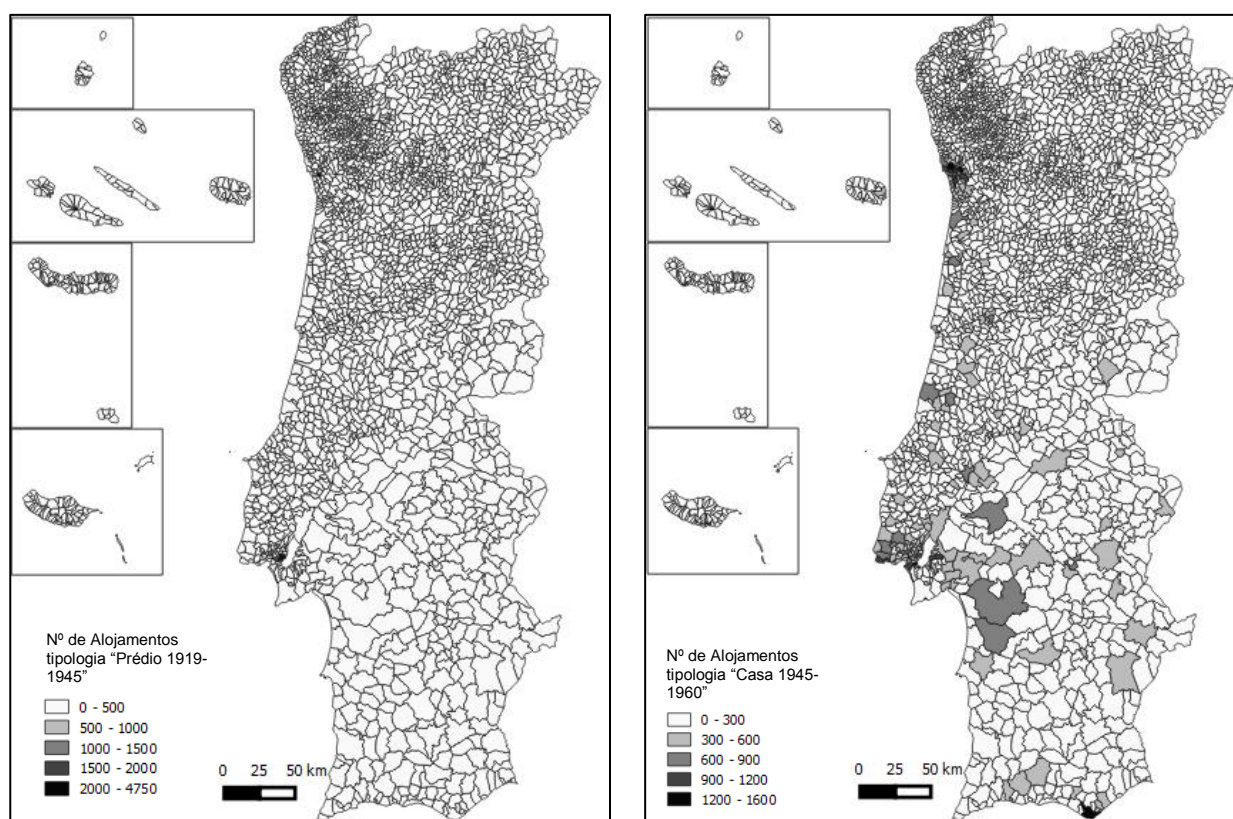 Nº de Alojamentos
tipologia “Prédio 1919-
1945”
0 - 500
500 - 1000
1000 - 1500
1500 - 2000
2000 - 4750
0 25 50 km
Nº de Alojamentos
tipologia “Casa 1945-
1960”
0 - 300
300 - 600
600 - 900
900 - 1200
1200 - 1600
0 25 50 km